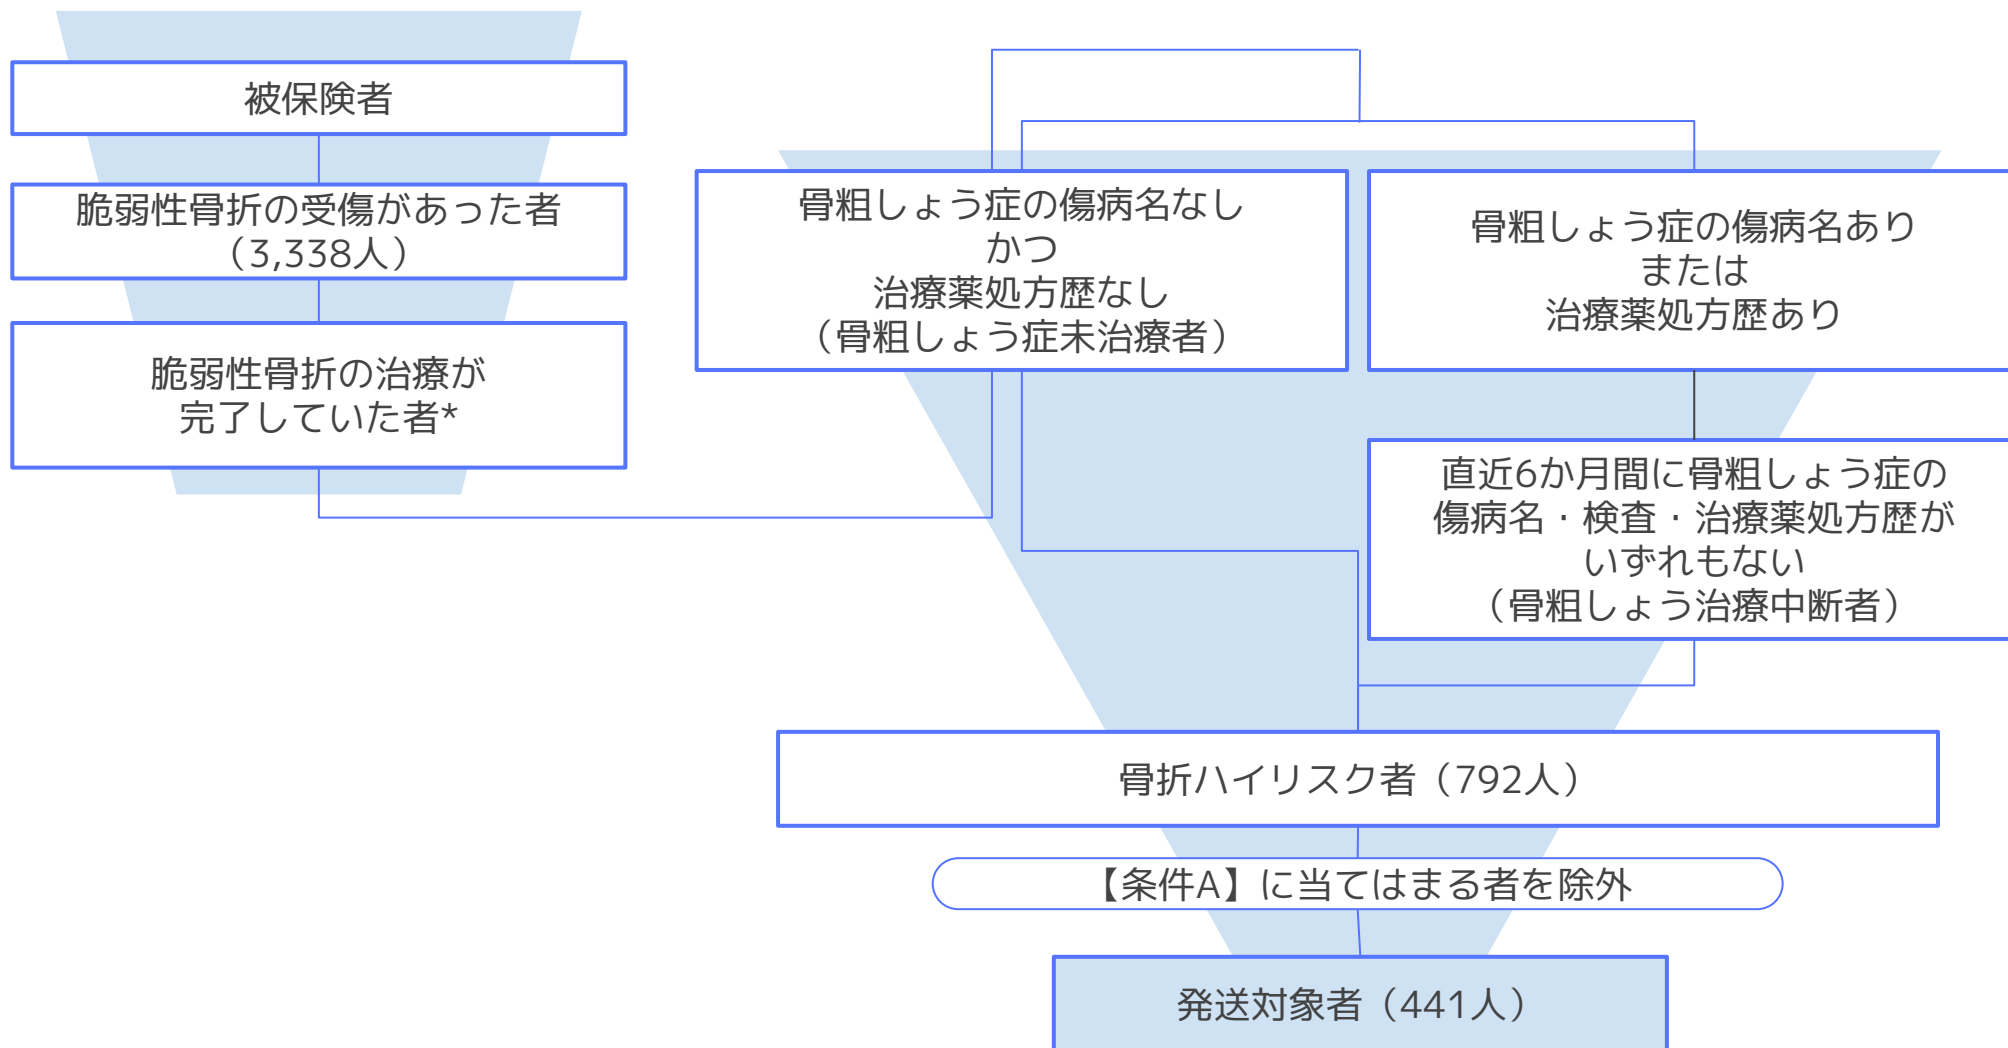 被保険者
脆弱性骨折の受傷があった者
（3,338人）
脆弱性骨折の治療が
完了していた者*
骨粗しょう症の傷病名なし
かつ
治療薬処方歴なし
（骨粗しょう症未治療者）
骨粗しょう症の傷病名あり
または
治療薬処方歴あり
直近6か月間に骨粗しょう症の
傷病名・検査・治療薬処方歴が
いずれもない
（骨粗しょう治療中断者）
骨折ハイリスク者（792人）
【条件A】に当てはまる者を除外
発送対象者（441人）